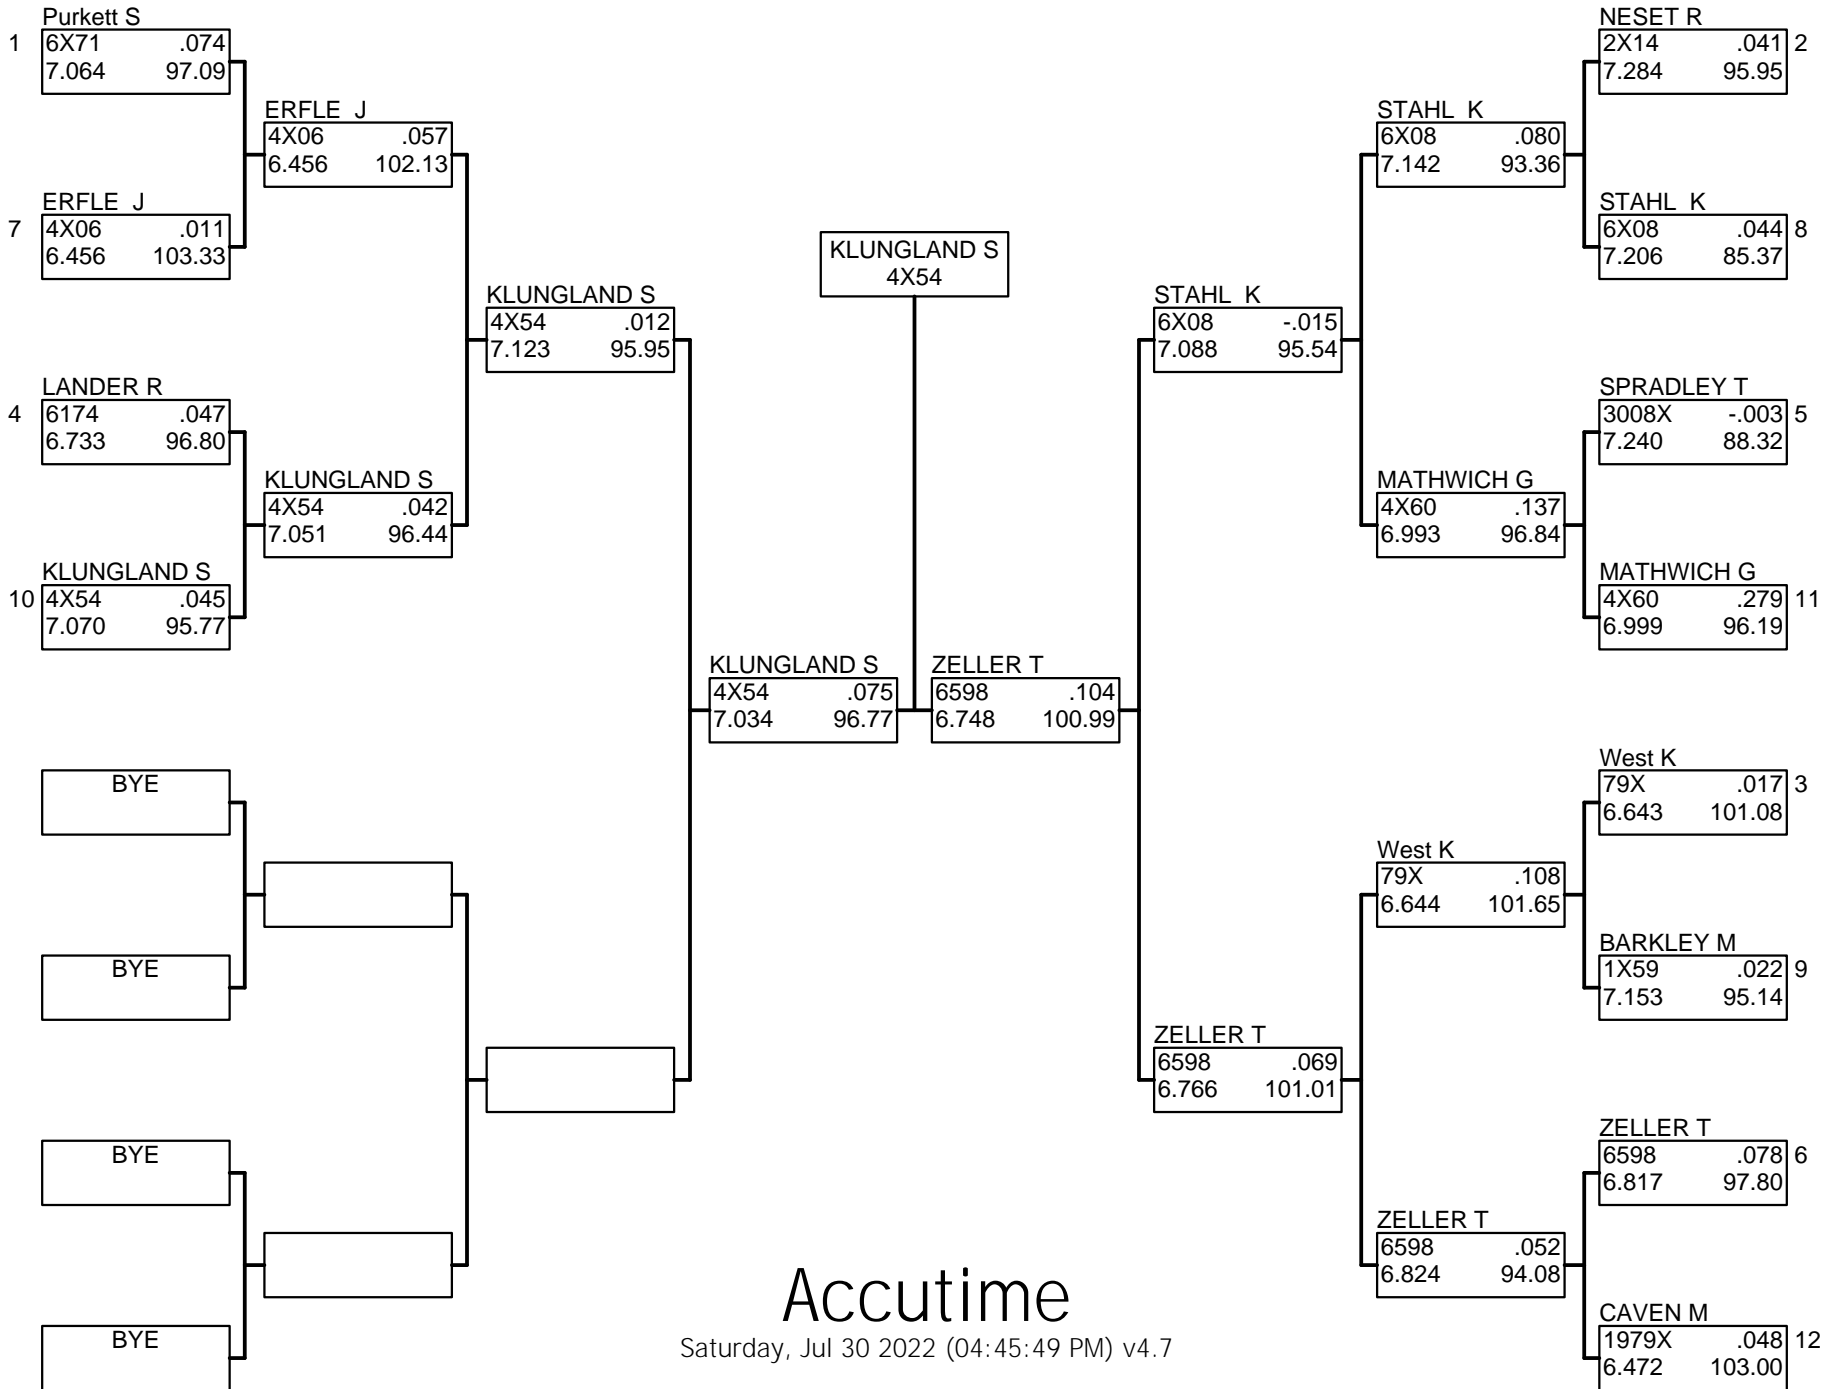 Purkett S
1 6X71 .074
7.064 97.09
ERFLE J
7 4X06 .011
6.456 103.33
LANDER R
4 6174 .047
6.733 96.80
KLUNGLAND S
10 4X54 .045
7.070 95.77
BYE
BYE
BYE
BYE
ERFLE J
4X06 .057
6.456 102.13
KLUNGLAND S
4X54 .042
7.051 96.44
KLUNGLAND S
4X54 .012
7.123 95.95
KLUNGLAND S
4X54 .075
7.034 96.77
KLUNGLAND S
4X54
ZELLER T
6598 .104
6.748 100.99
STAHL K
6X08 -.015
7.088 95.54
ZELLER T
6598 .069
6.766 101.01
STAHL K
6X08 .080
7.142 93.36
MATHWICH G
4X60 .137
6.993 96.84
West K
79X .108
6.644 101.65
ZELLER T
6598 .052
6.824 94.08
NESET R
2X14 .041 2
7.284 95.95
STAHL K
6X08 .044 8
7.206 85.37
SPRADLEY T
3008X -.003 5
7.240 88.32
MATHWICH G
4X60 .279 11
6.999 96.19
West K
79X .017 3
6.643 101.08
BARKLEY M
1X59 .022 9
7.153 95.14
ZELLER T
6598 .078 6
6.817 97.80
CAVEN M
1979X .048 12
6.472 103.00
Accutime
Saturday, Jul 30 2022 (04:45:49 PM) v4.7